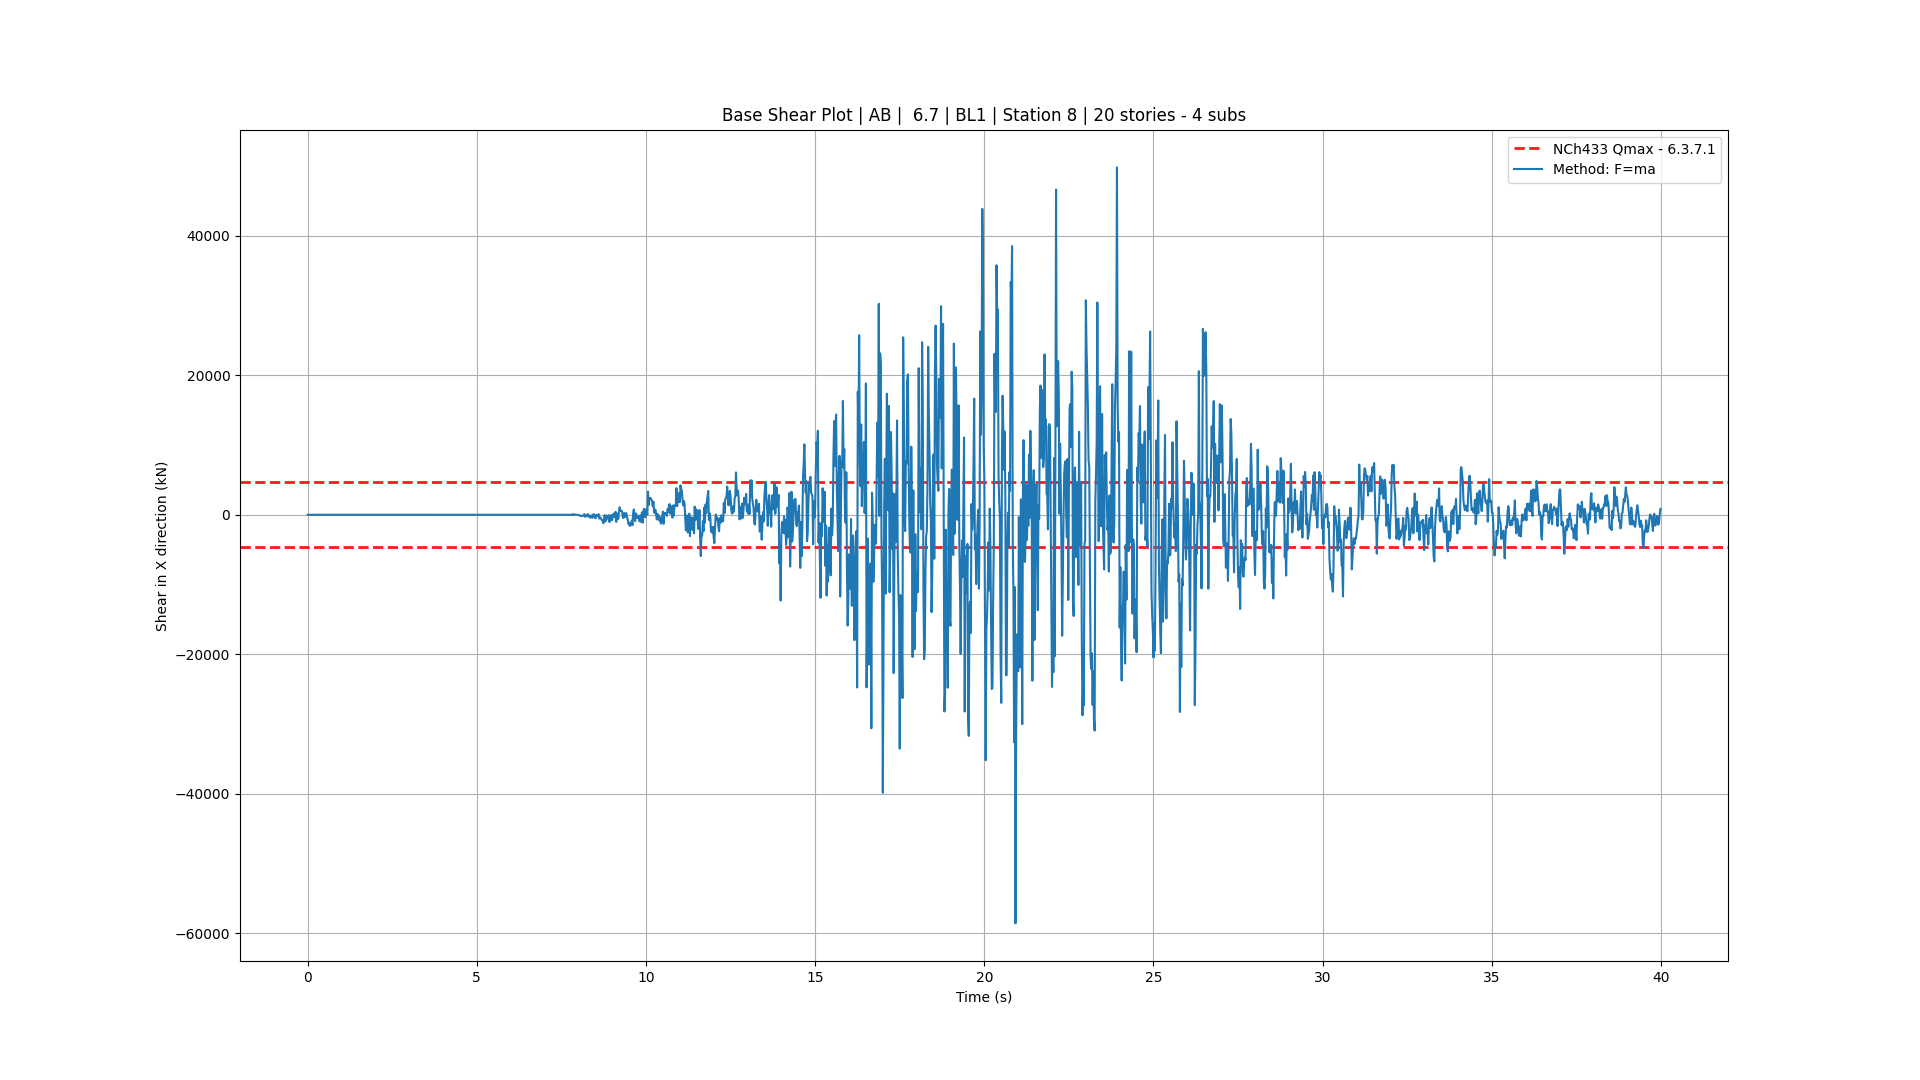 Base Shear Plot | AB |  6.7 | BL1 | Station 8 | 20 stories - 4 subs
NCh433 Qmax - 6.3.7.1
Method: F=ma
Shear in X direction (kN)
40000
20000
0
−20000
−40000
−60000
0 5 10 15 20 25 30 35 40
Time (s)